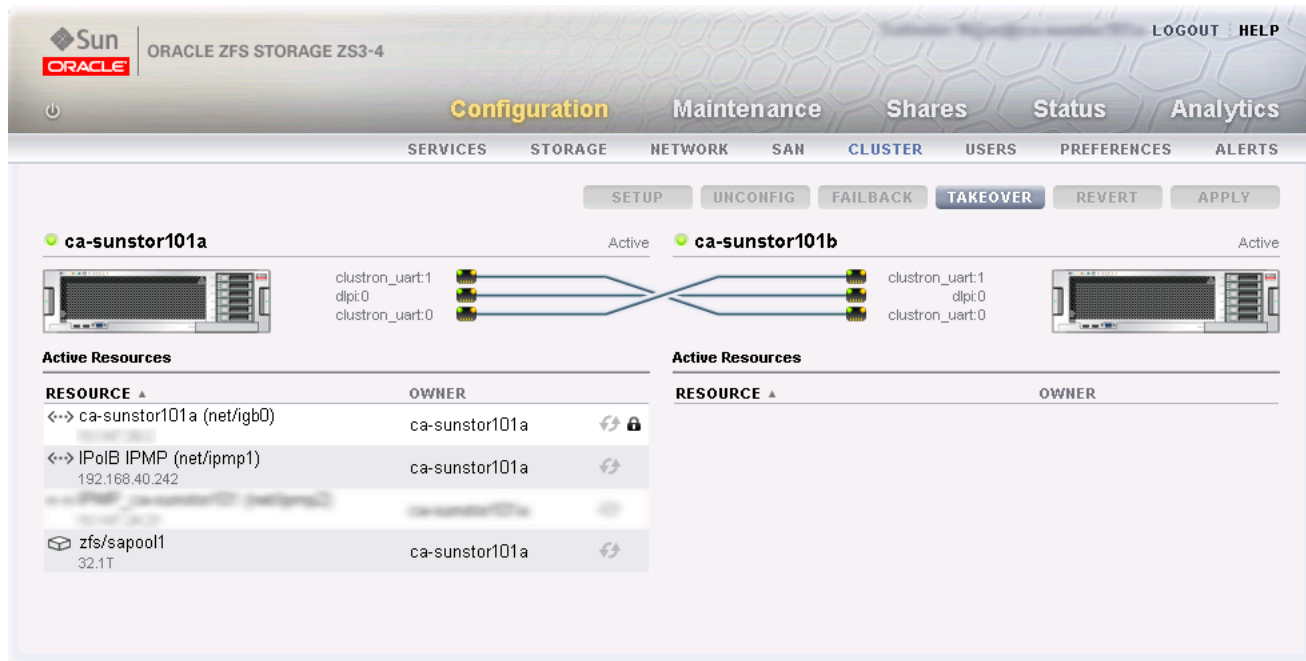 Sun
ORACLE
ORACLE ZFS STORAGE ZS3-4
LOGOUT HELP
Configuration Maintenance Shares Status Analytics
SERVICES STORAGE NETWORK SAN CLUSTER USERS PREFERENCES ALERTS
SETUP UNCONFIG FAILBACK TAKEOVER REVERT APPLY
ca-sunstor101a Active
clustron_uart:1
dlpi:0
clustron_uart:0
ca-sunstor101b Active
clustron_uart:1
dlpi:0
clustron_uart:0
Active Resources
RESOURCE ▲ OWNER
ca-sunstor101a (net/igb0) ca-sunstor101a
IPoIB IPMP (net/ipmp1) ca-sunstor101a
192.168.40.242
zfs/sapool1 ca-sunstor101a
32.1T
Active Resources
RESOURCE ▲ OWNER